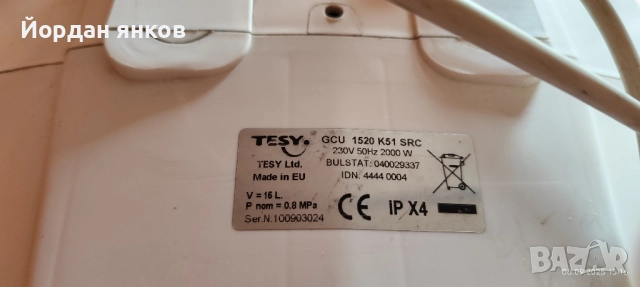 Йордан янков
TESY
GCU 1520 K51 SRC
230V 50Hz 2000 W
TESY Ltd.
BULSTAT: 040029337
Made in EU
IDN. 4444 0004
V = 15 L.
P nom = 0.8 MPa
CE iP X4
Ser.N.100903024
BAZAR